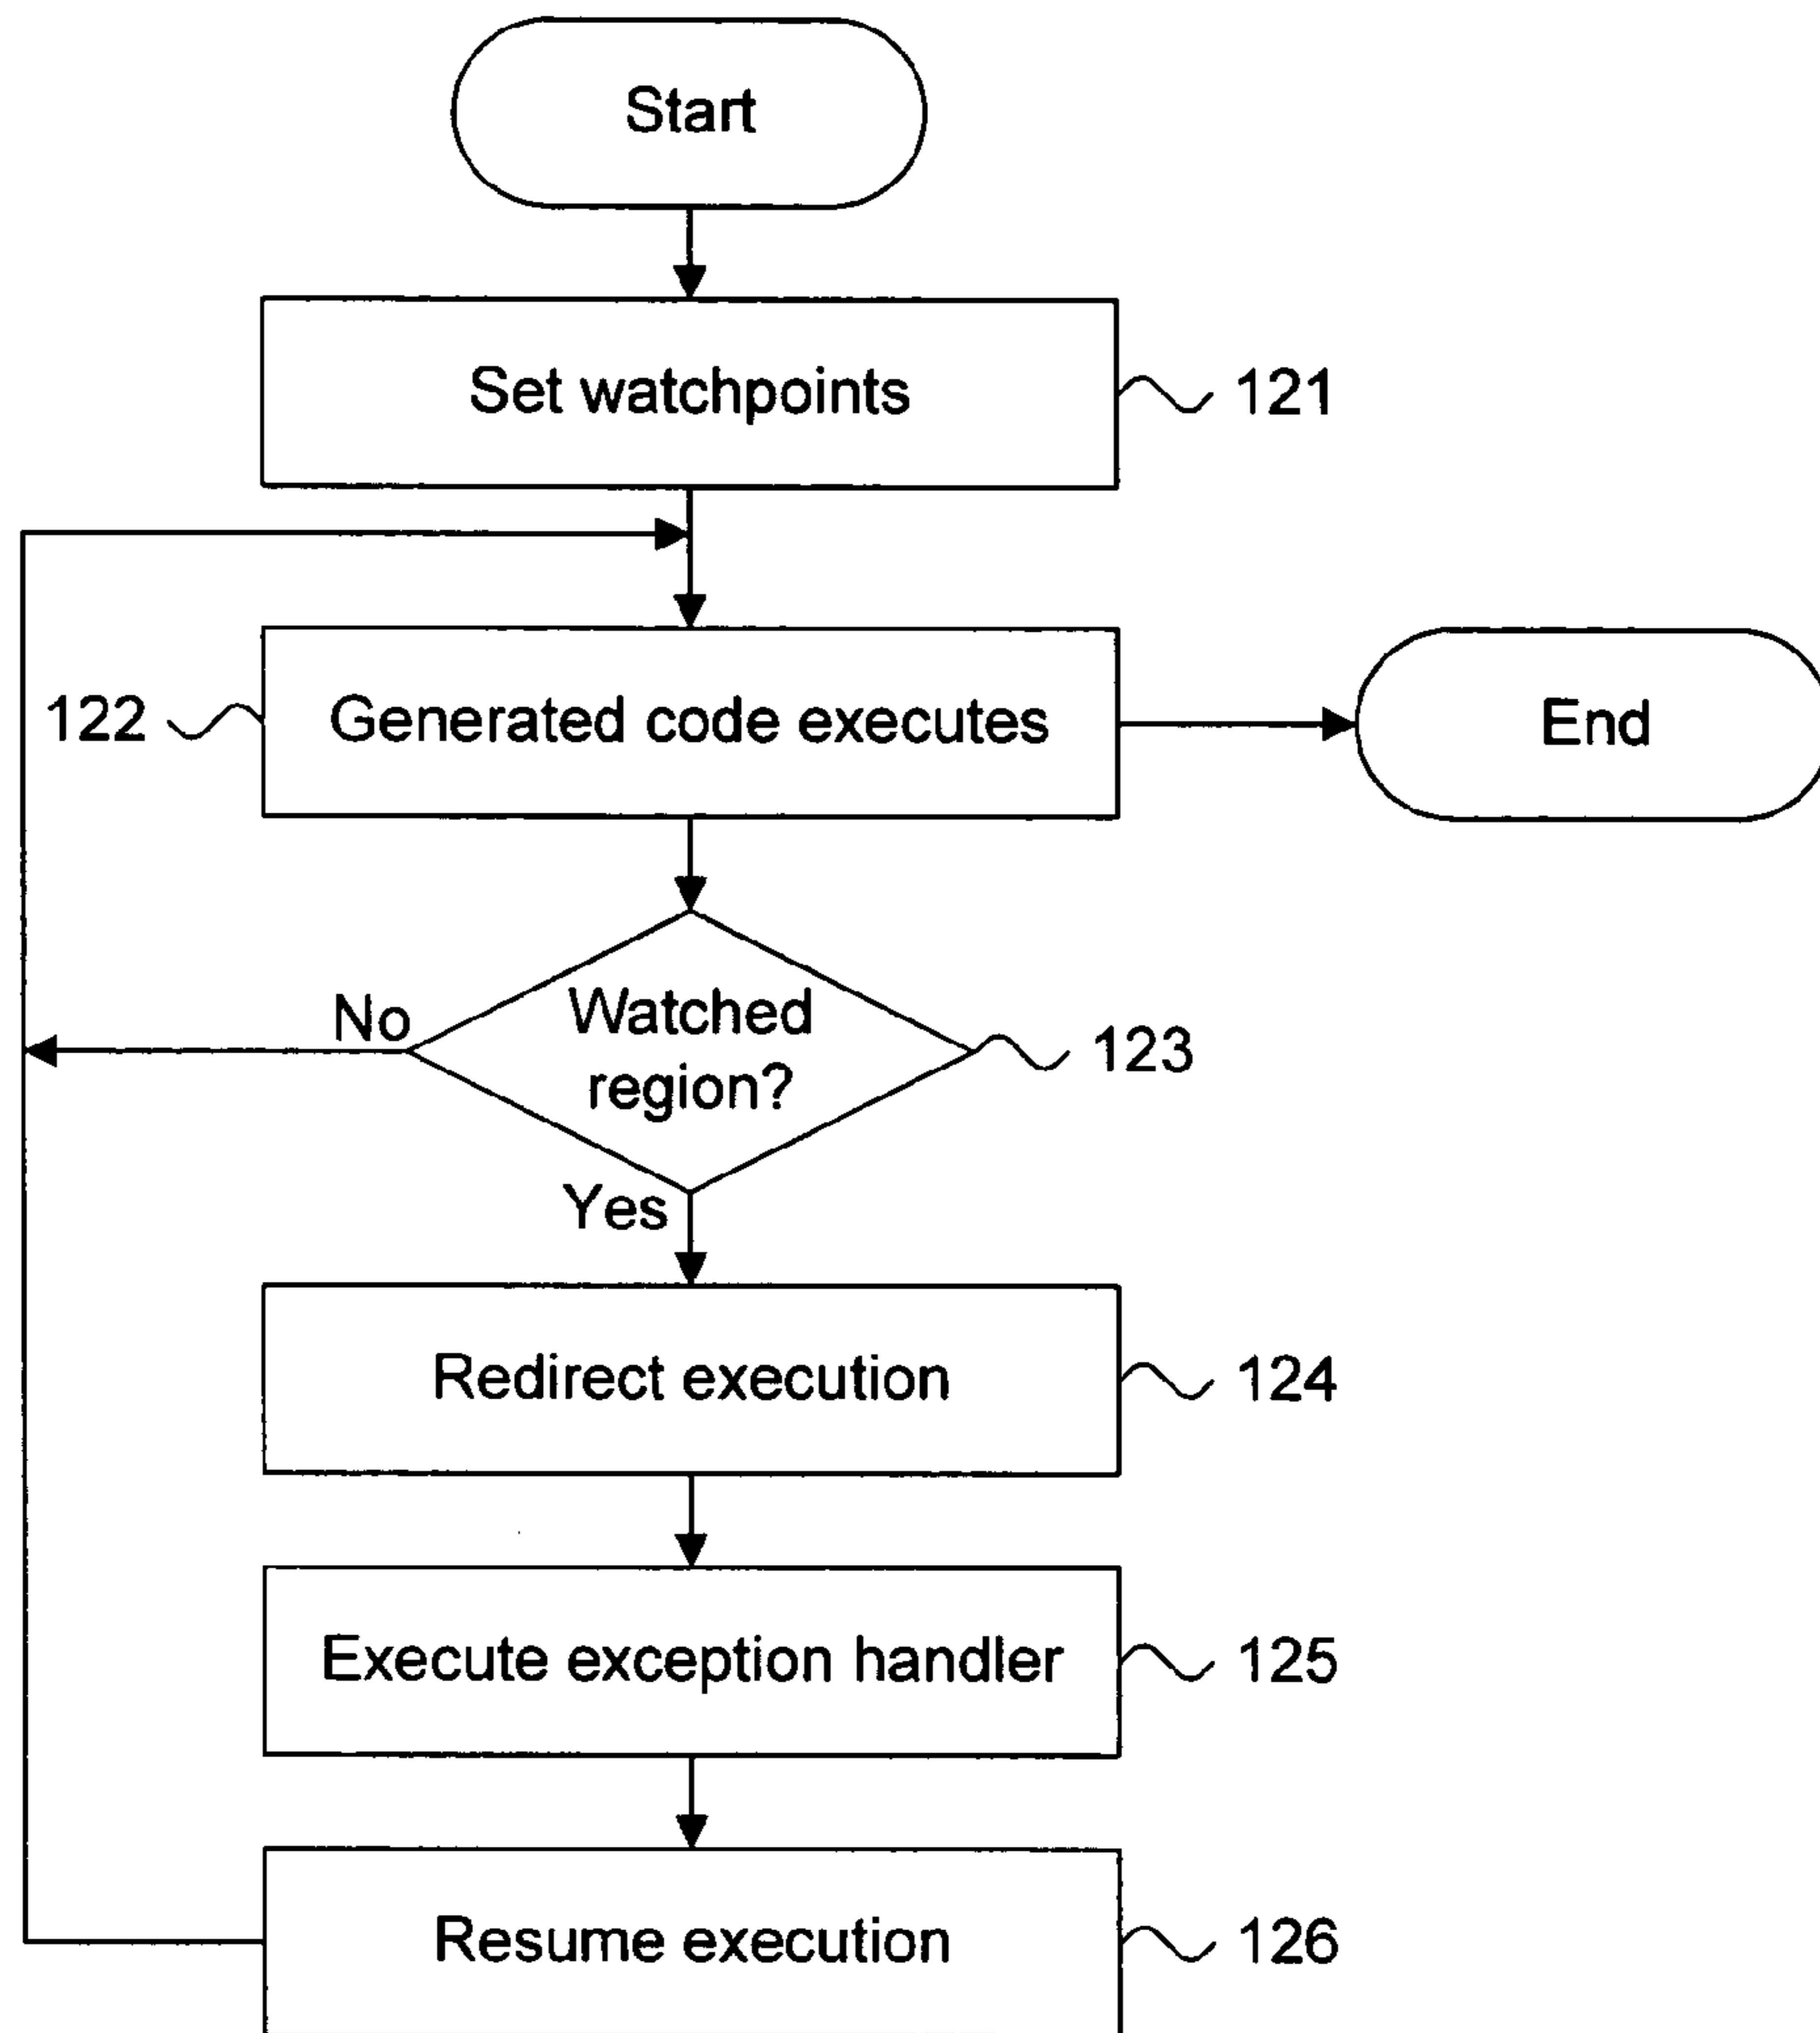 Start
Set watchpoints
121
122
Generated code executes
End
No
Watched
region?
123
Yes
Redirect execution
124
Execute exception handler
125
Resume execution
126